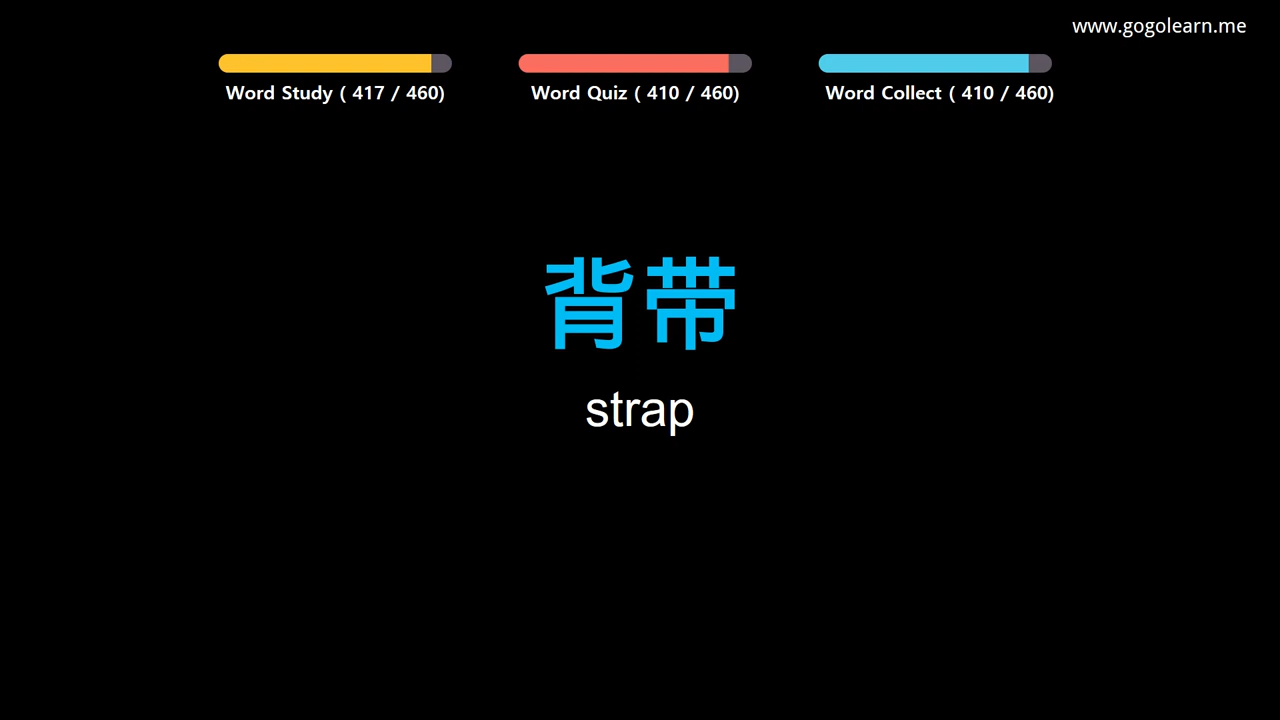 www.gogolearn.me
Word Study ( 417 / 460)
Word Quiz ( 410 / 460)
Word Collect ( 410 / 460)
背带
strap